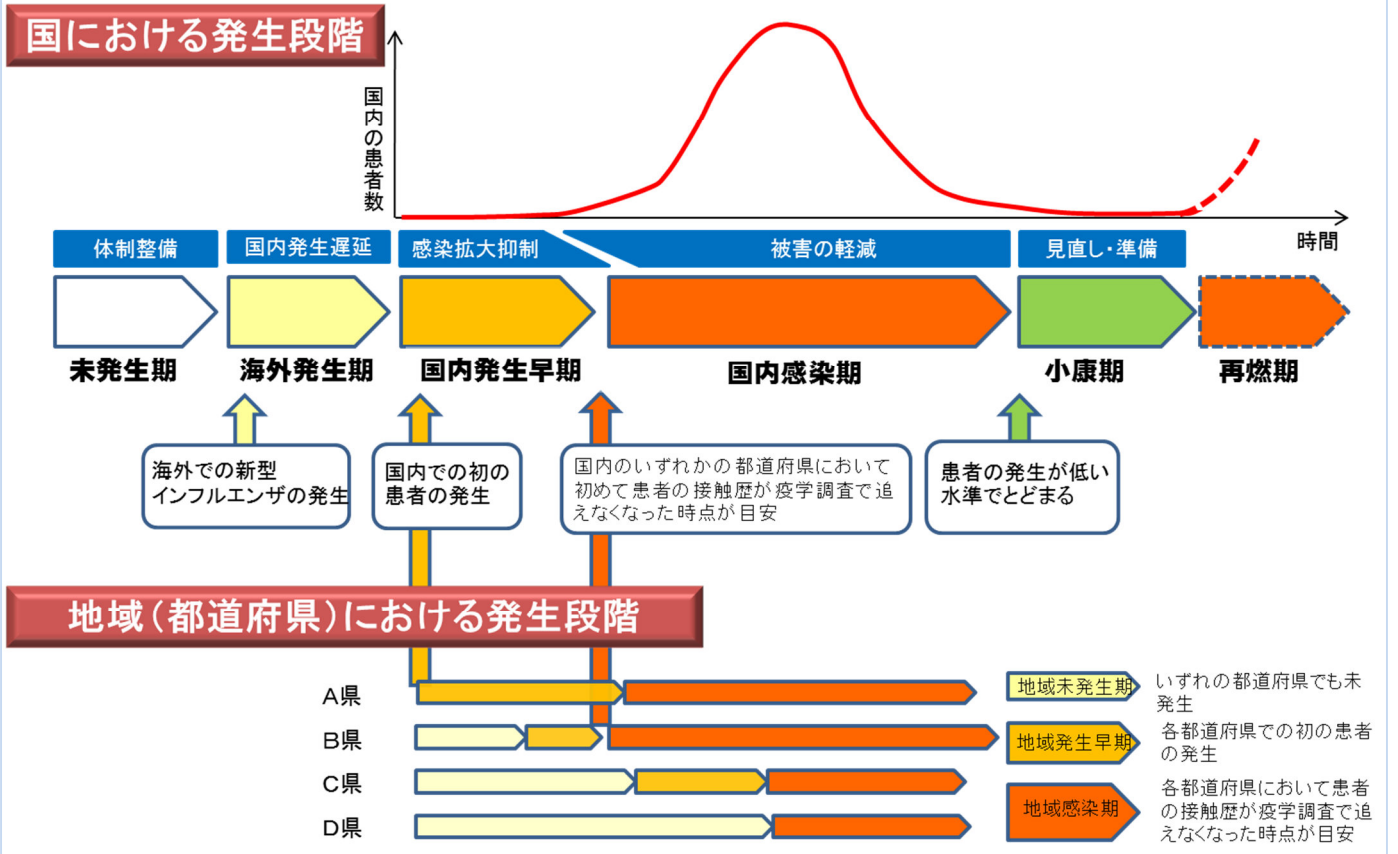 国における発生段階
国内の患者数
時間
体制整備
国内発生遅延
感染拡大抑制
被害の軽減
見直し・準備
未発生期
海外発生期
国内発生早期
国内感染期
小康期
再燃期
海外での新型
インフルエンザの発生
国内での初の
患者の発生
国内のいずれかの都道府県において
初めて患者の接触歴が疫学調査で追
えなくなった時点が目安
患者の発生が低い
水準でとどまる
地域(都道府県)における発生段階
A県
B県
C県
D県
地域未発生期
いずれの都道府県でも未
発生
地域発生早期
各都道府県での初の患者
の発生
地域感染期
各都道府県において患者
の接触歴が疫学調査で追
えなくなった時点が目安